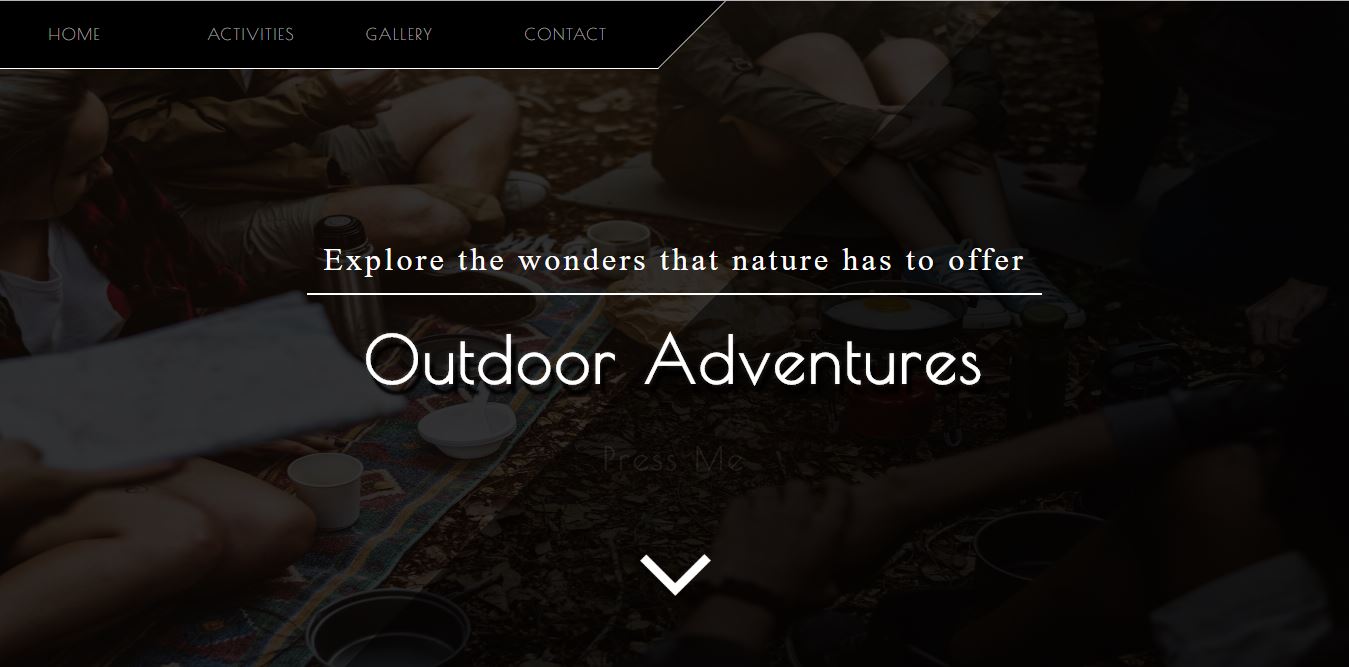 HOME ACTIVITIES GALLERY CONTACT
Explore the wonders that nature has to offer
Outdoor Adventures
Press Me